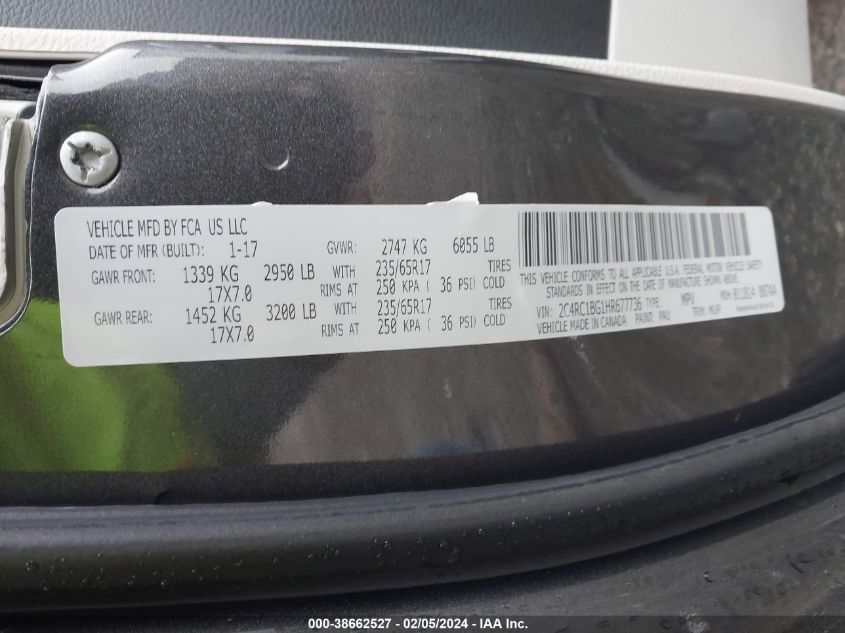 VEHICLE MFD BY FCA US LLC
DATE OF MFR (BUILT): 1-17 GVWR: 2747 KG 6055 LB
GAWR FRONT: 1339 KG 2950 LB WITH 235/65R17 TIRES
17X7.0 RIMS AT 250 KPA ( 36 PSI) COLD
GAWR REAR: 1452 KG 3200 LB WITH 235/65R17 TIRES
17X7.0 RIMS AT 250 KPA ( 36 PSI) COLD
THIS VEHICLE CONFORMS TO ALL APPLICABLE U.S.A. FEDERAL MOTOR VEHICLE SAFETY
STANDARDS IN EFFECT ON THE DATE OF MANUFACTURE SHOWN ABOVE.
VIN: 2C4RC1BG1HR677736 TYPE: MPV MDH:
VEHICLE MADE IN CANADA PAINT: PAU TRIM:
000-38662527 - 02/05/2024 - IAA Inc.